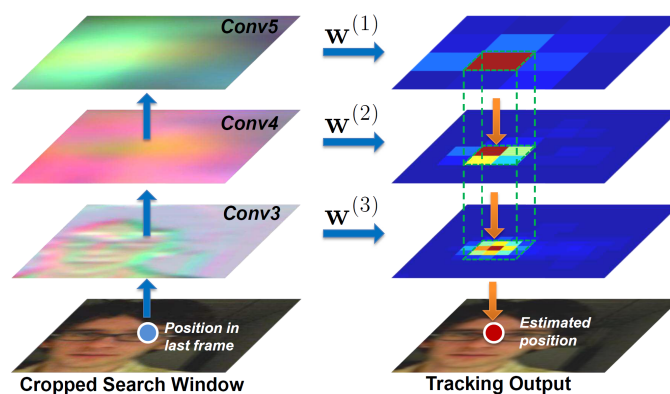 Conv5
w(1)
Conv4
w(2)
Conv3
w(3)
Position in
last frame
Estimated
position
Cropped Search Window
Tracking Output